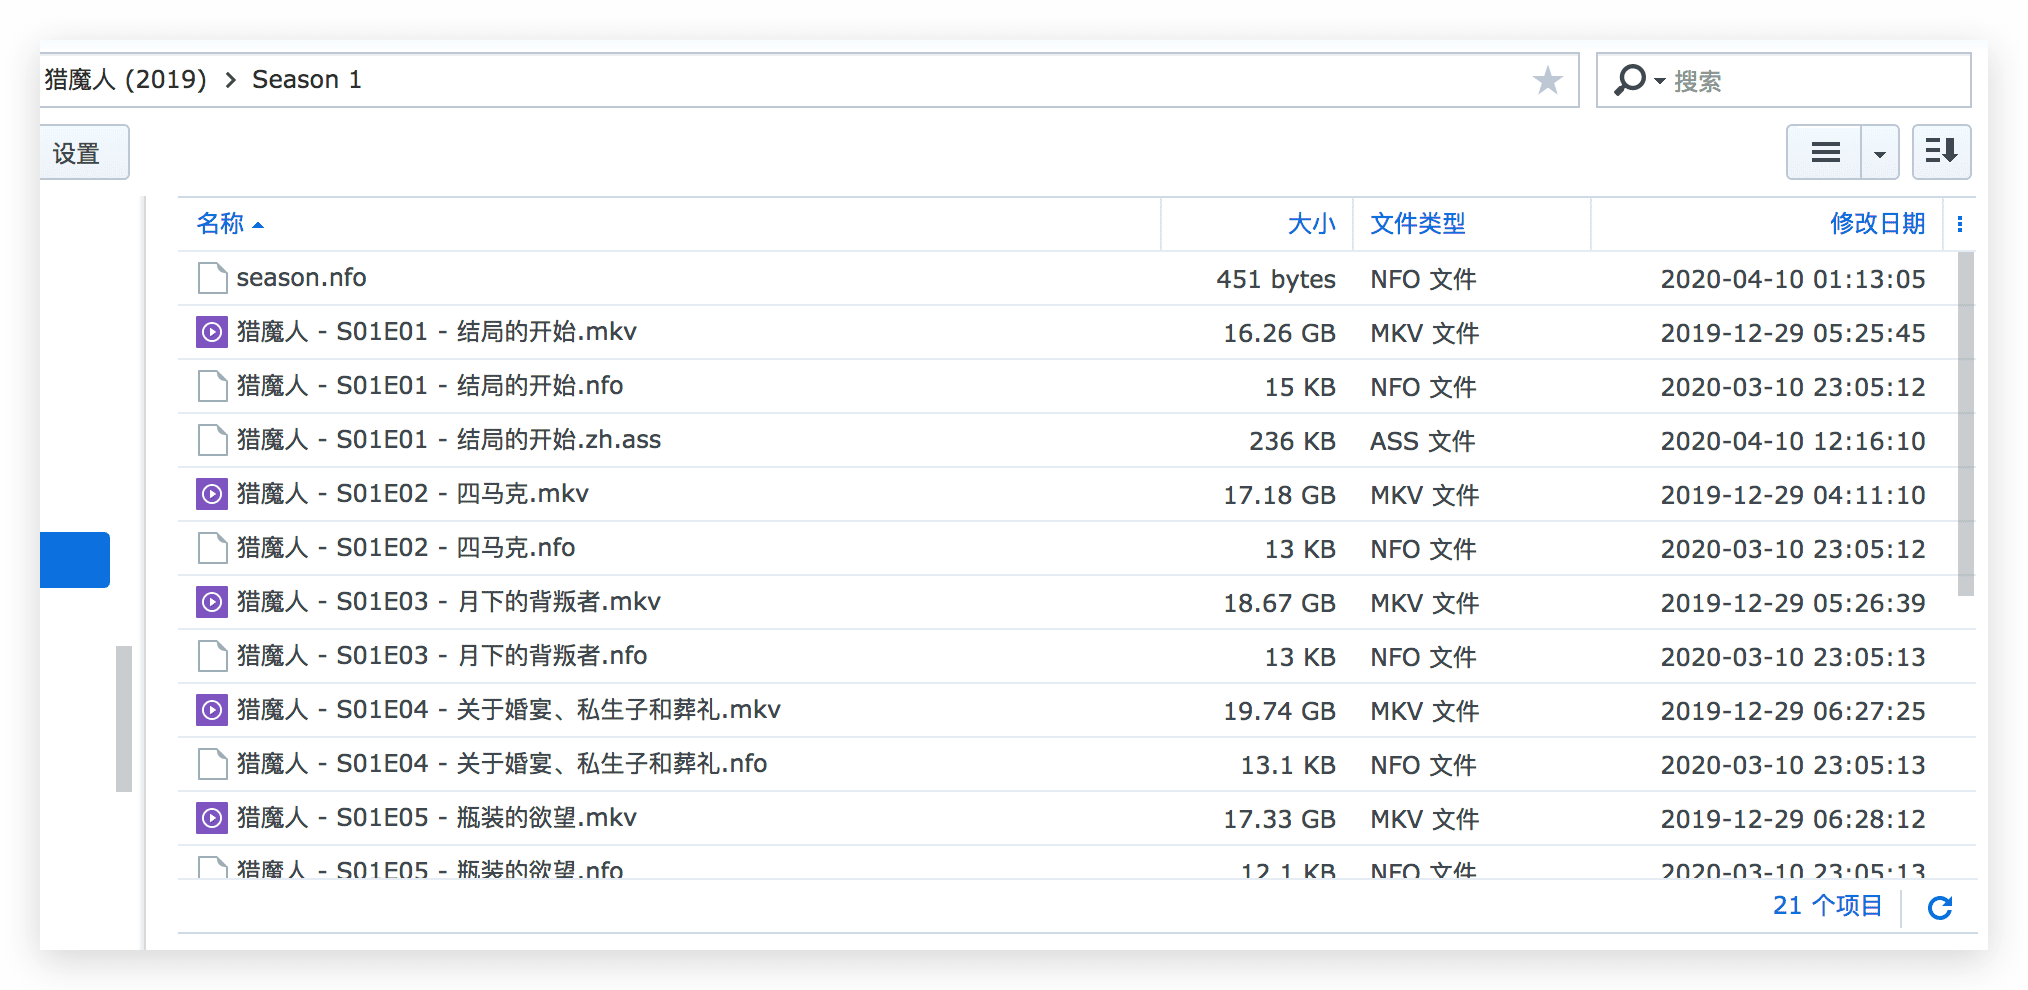 猎魔人 (2019) > Season 1
搜索
设置
名称 大小 文件类型 修改日期
season.nfo 451 bytes NFO 文件 2020-04-10 01:13:05
猎魔人 - S01E01 - 结局的开始.mkv 16.26 GB MKV 文件 2019-12-29 05:25:45
猎魔人 - S01E01 - 结局的开始.nfo 15 KB NFO 文件 2020-03-10 23:05:12
猎魔人 - S01E01 - 结局的开始.zh.ass 236 KB ASS 文件 2020-04-10 12:16:10
猎魔人 - S01E02 - 四马克.mkv 17.18 GB MKV 文件 2019-12-29 04:11:10
猎魔人 - S01E02 - 四马克.nfo 13 KB NFO 文件 2020-03-10 23:05:12
猎魔人 - S01E03 - 月下的背叛者.mkv 18.67 GB MKV 文件 2019-12-29 05:26:39
猎魔人 - S01E03 - 月下的背叛者.nfo 13 KB NFO 文件 2020-03-10 23:05:13
猎魔人 - S01E04 - 关于婚宴、私生子和葬礼.mkv 19.74 GB MKV 文件 2019-12-29 06:27:25
猎魔人 - S01E04 - 关于婚宴、私生子和葬礼.nfo 13.1 KB NFO 文件 2020-03-10 23:05:13
猎魔人 - S01E05 - 瓶装的欲望.mkv 17.33 GB MKV 文件 2019-12-29 06:28:12
猎魔人 - S01E05 - 瓶装的欲望.nfo 12.1 KB NFO 文件 2020-03-10 23:05:13
21 个项目